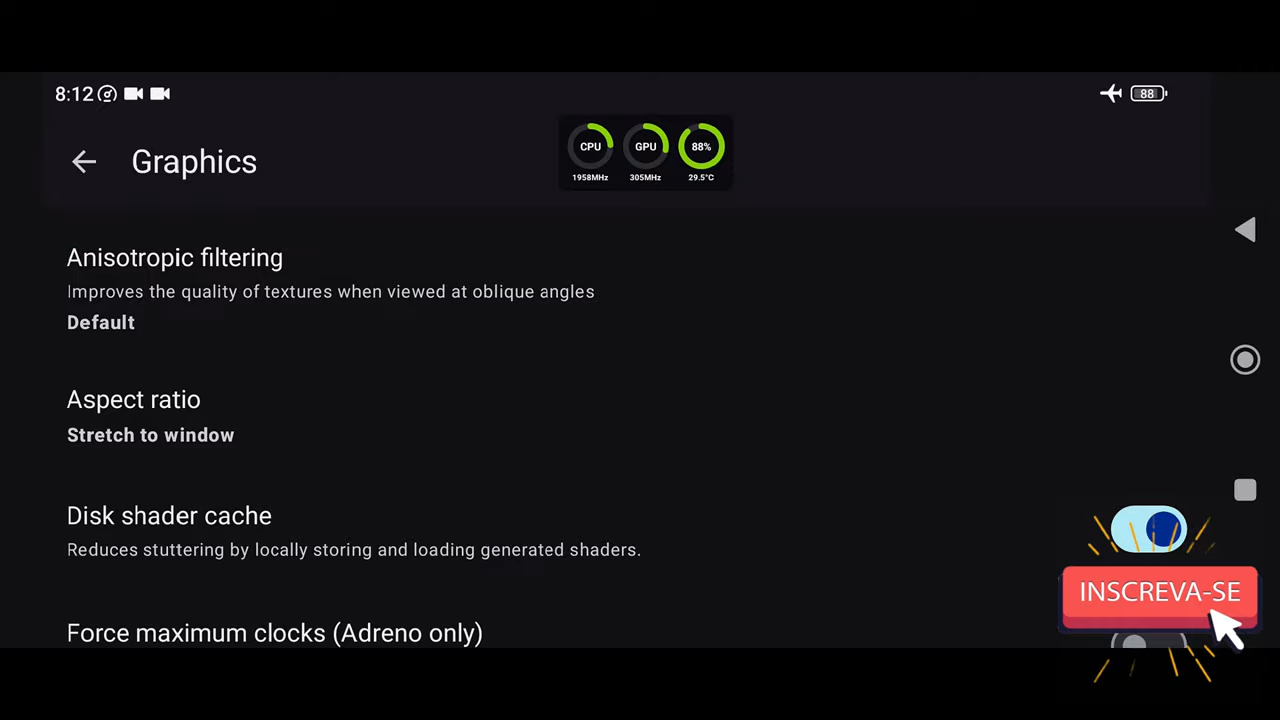 8:12
88
CPU GPU 88%
1958MHz 305MHz 29.5°C
Graphics
Anisotropic filtering
Improves the quality of textures when viewed at oblique angles
Default
Aspect ratio
Stretch to window
Disk shader cache
Reduces stuttering by locally storing and loading generated shaders.
INSCREVA-SE
Force maximum clocks (Adreno only)